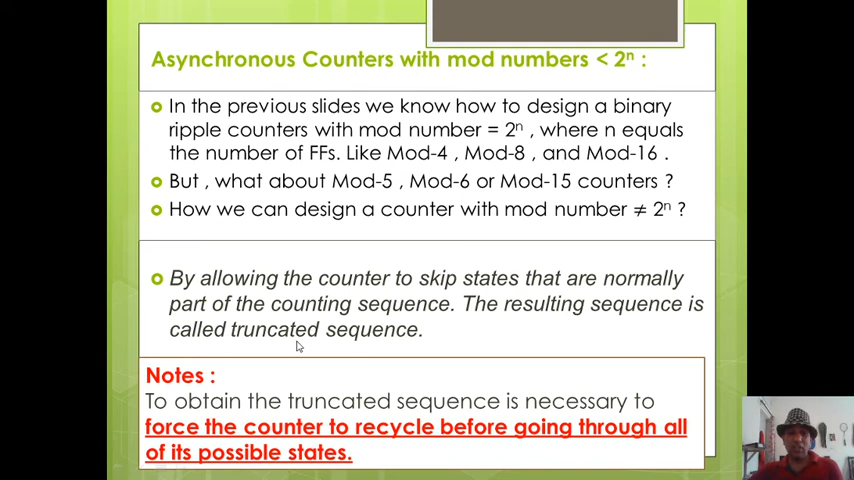 Asynchronous Counters with mod numbers < 2ⁿ :
In the previous slides we know how to design a binary
ripple counters with mod number = 2ⁿ , where n equals
the number of FFs. Like Mod-4 , Mod-8 , and Mod-16 .
But , what about Mod-5 , Mod-6 or Mod-15 counters ?
How we can design a counter with mod number ≠ 2ⁿ ?
By allowing the counter to skip states that are normally
part of the counting sequence. The resulting sequence is
called truncated sequence.
Notes :
To obtain the truncated sequence is necessary to
force the counter to recycle before going through all
of its possible states.